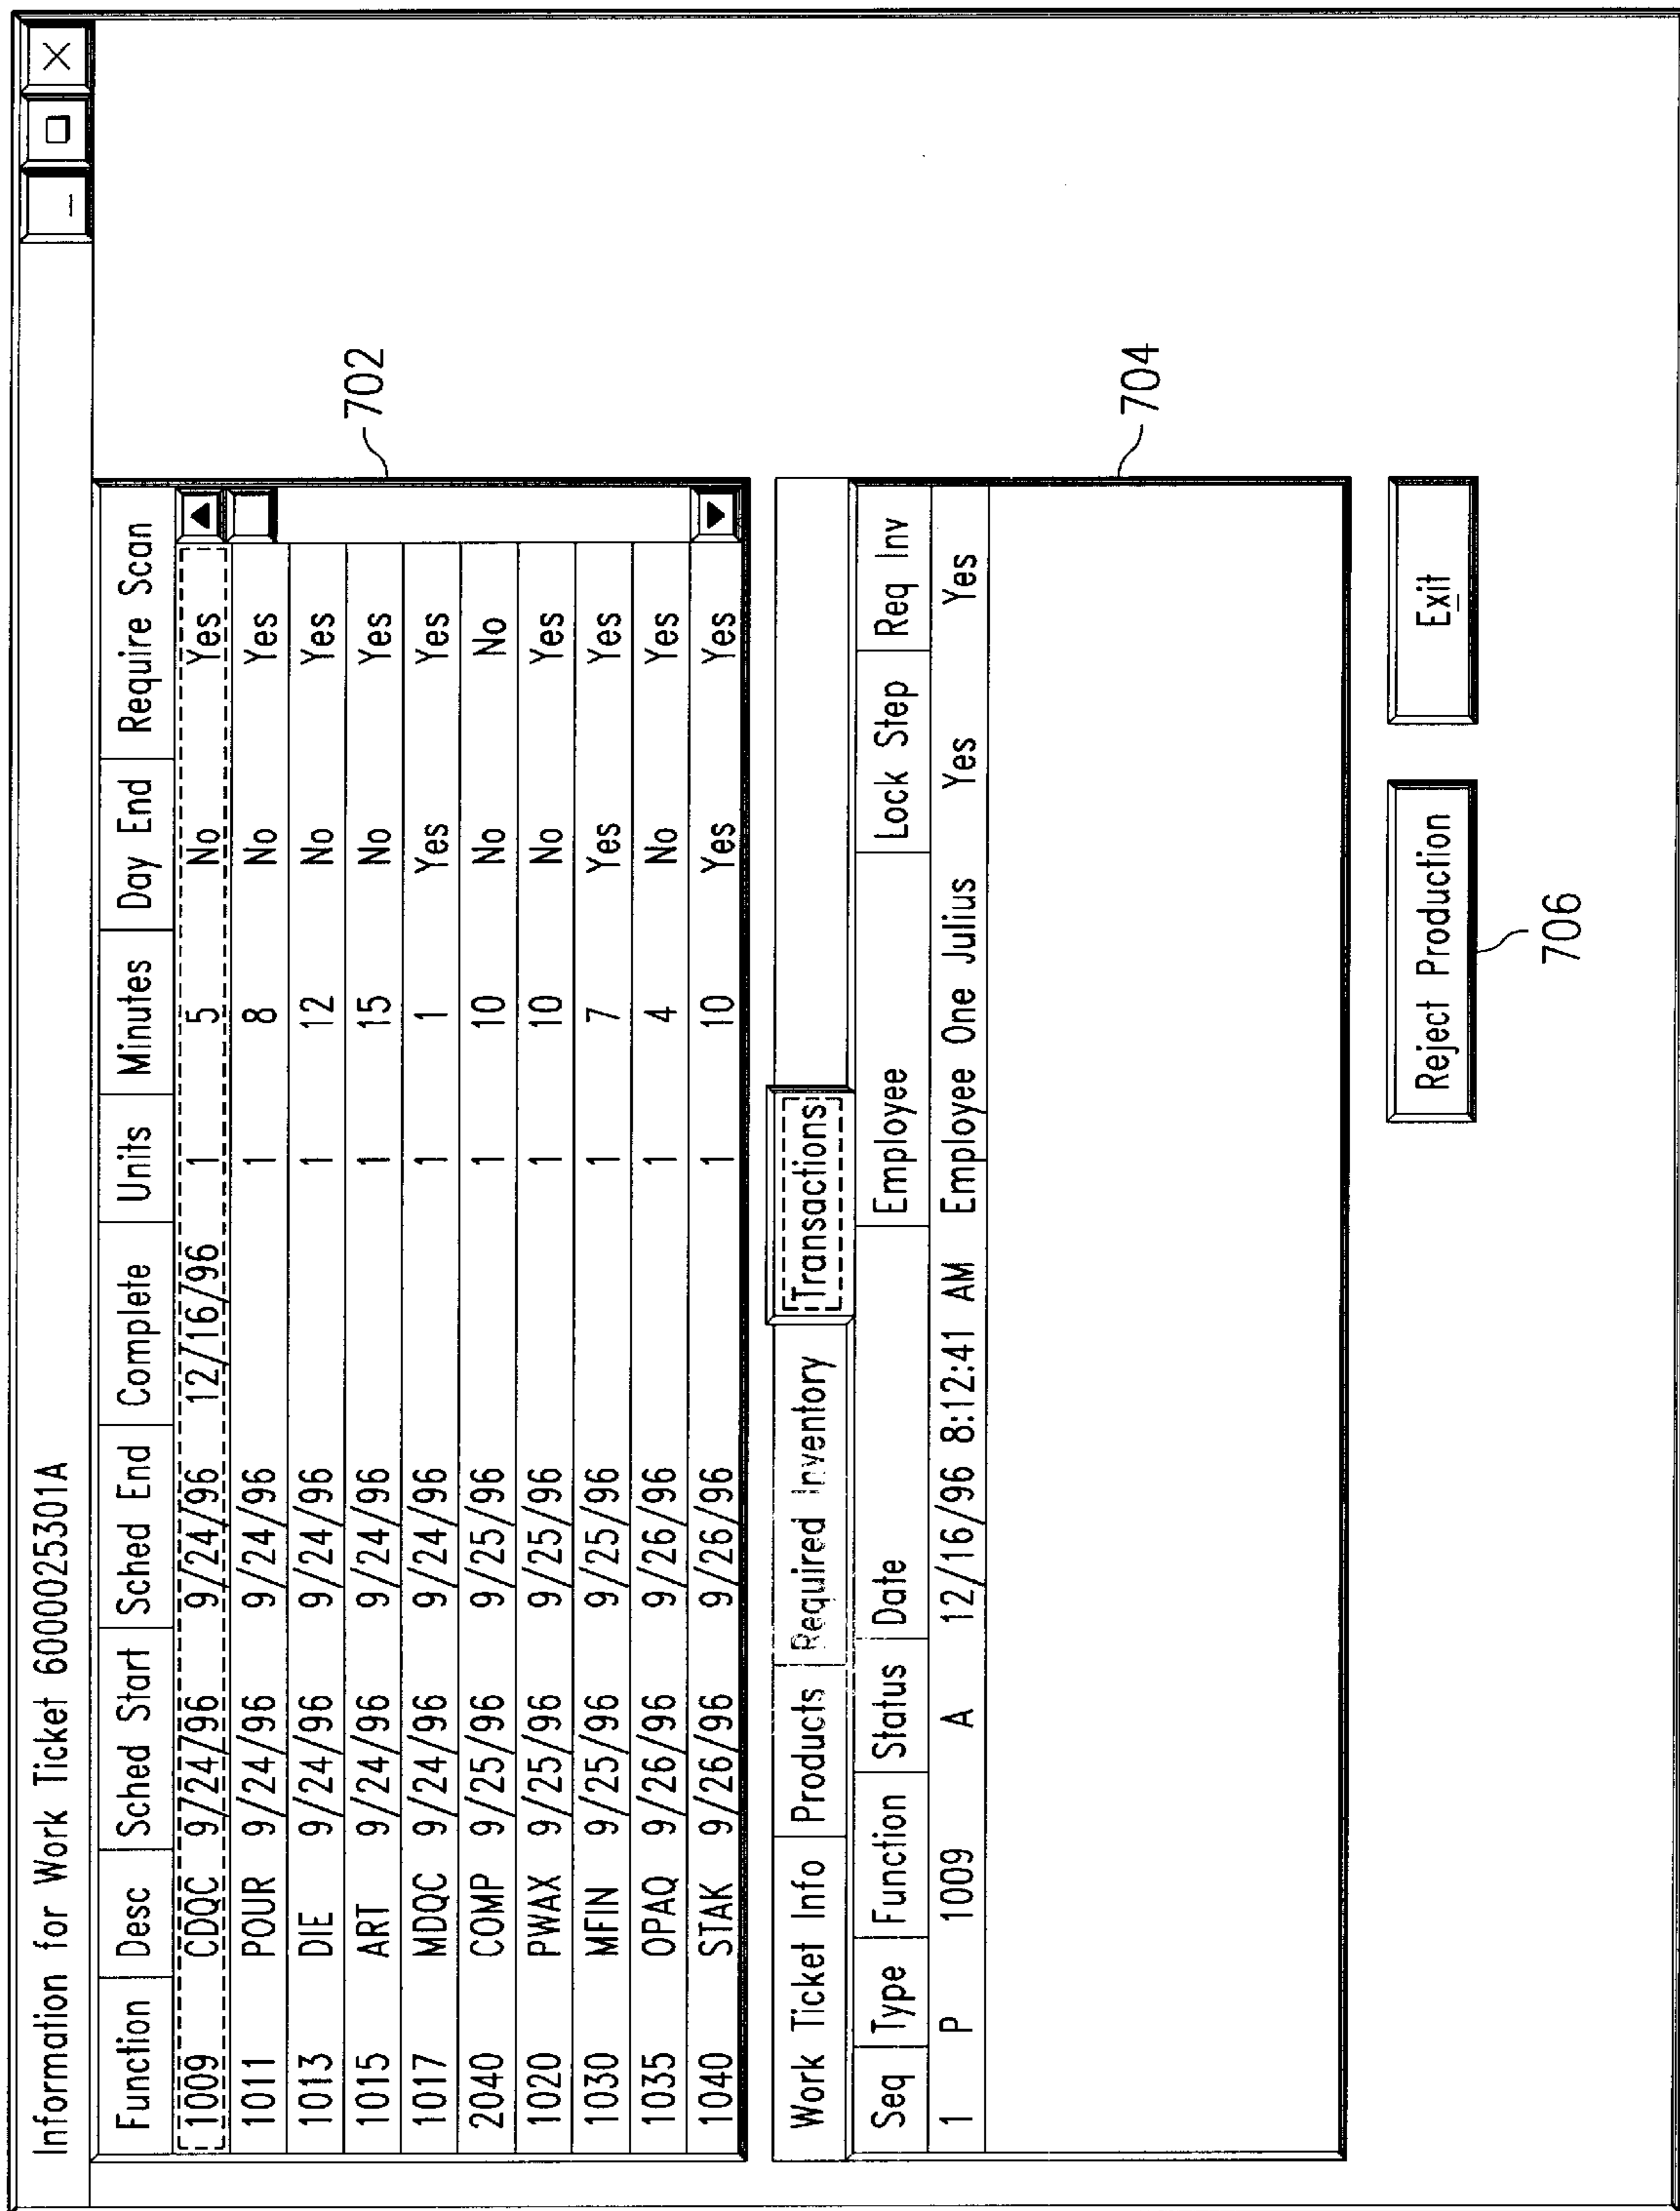 Information for Work Ticket 60000253301A
Function Desc Sched Start Sched End Complete Units Minutes Day End Require Scan
1009 CDQC 9/24/96 9/24/96 12/16/96 1 5 No Yes
1011 POUR 9/24/96 9/24/96 1 8 No Yes
1013 DIE 9/24/96 9/24/96 1 12 No Yes
1015 ART 9/24/96 9/24/96 1 15 No Yes
1017 MDQC 9/24/96 9/24/96 1 1 Yes Yes
2040 COMP 9/25/96 9/25/96 1 10 No No
1020 PWAX 9/25/96 9/25/96 1 10 No Yes
1030 MFIN 9/25/96 9/25/96 1 7 Yes Yes
1035 OPAQ 9/26/96 9/26/96 1 4 No Yes
1040 STAK 9/26/96 9/26/96 1 10 Yes Yes
702
Work Ticket Info Products Required Inventory Transactions
Seq Type Function Status Date Employee Lock Step Req Inv
1 P 1009 A 12/16/96 8:12:41 AM Employee One Julius Yes Yes
704
Reject Production Exit
706